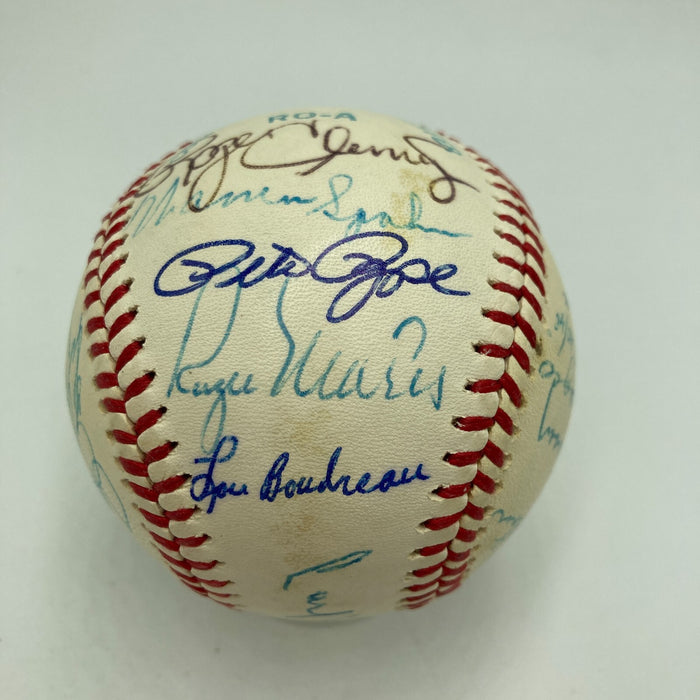 RO-A
Roger Clemens
Warren Spahn
Pete Rose
Roger Maris
Lou Boudreau